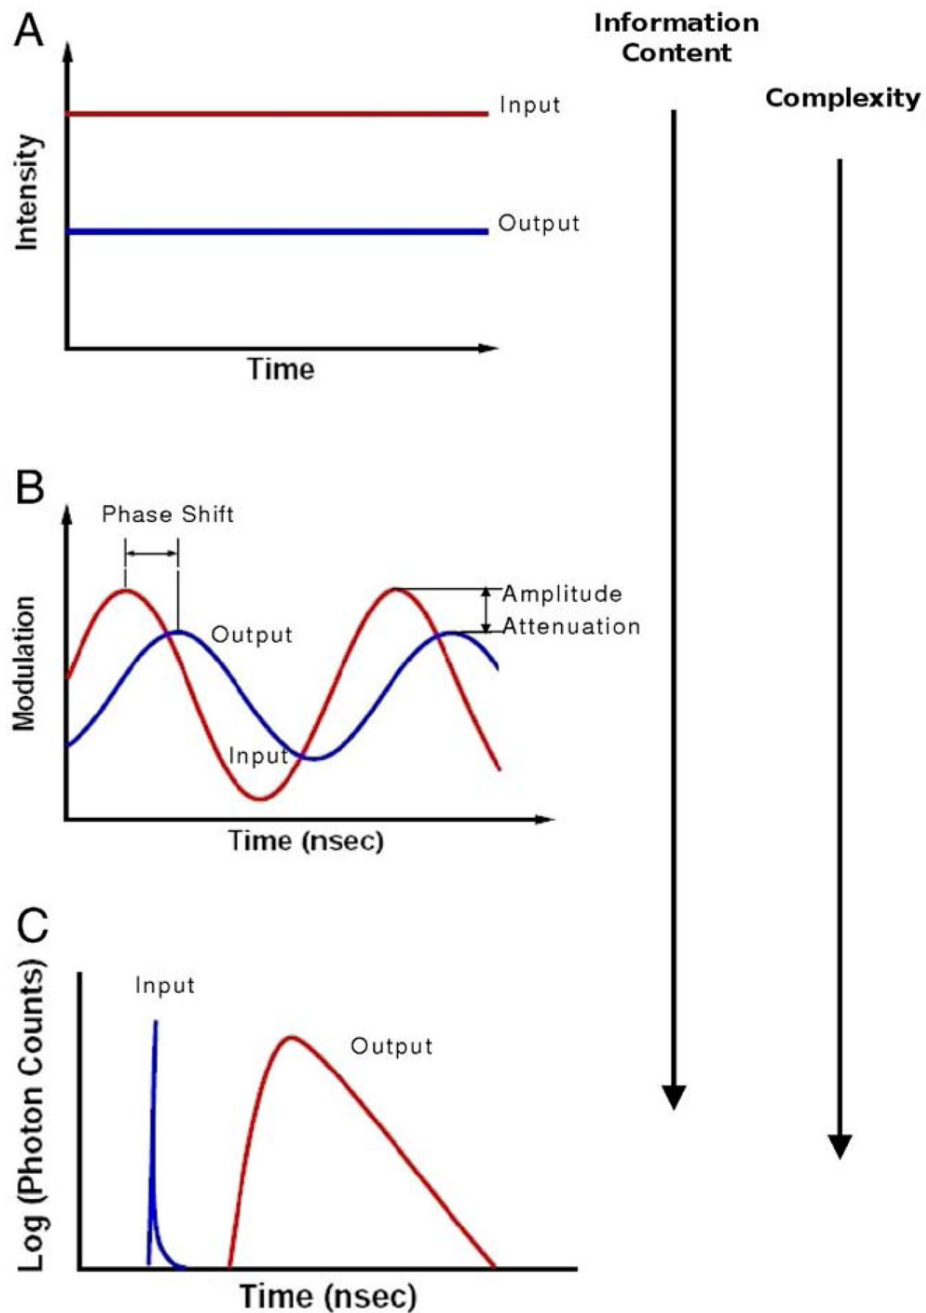 A
Information
Content
Complexity
Intensity
Input
Output
Time
B
Phase Shift
Modulation
Output
Input
Amplitude
Attenuation
Time (nsec)
C
Log (Photon Counts)
Input
Output
Time (nsec)